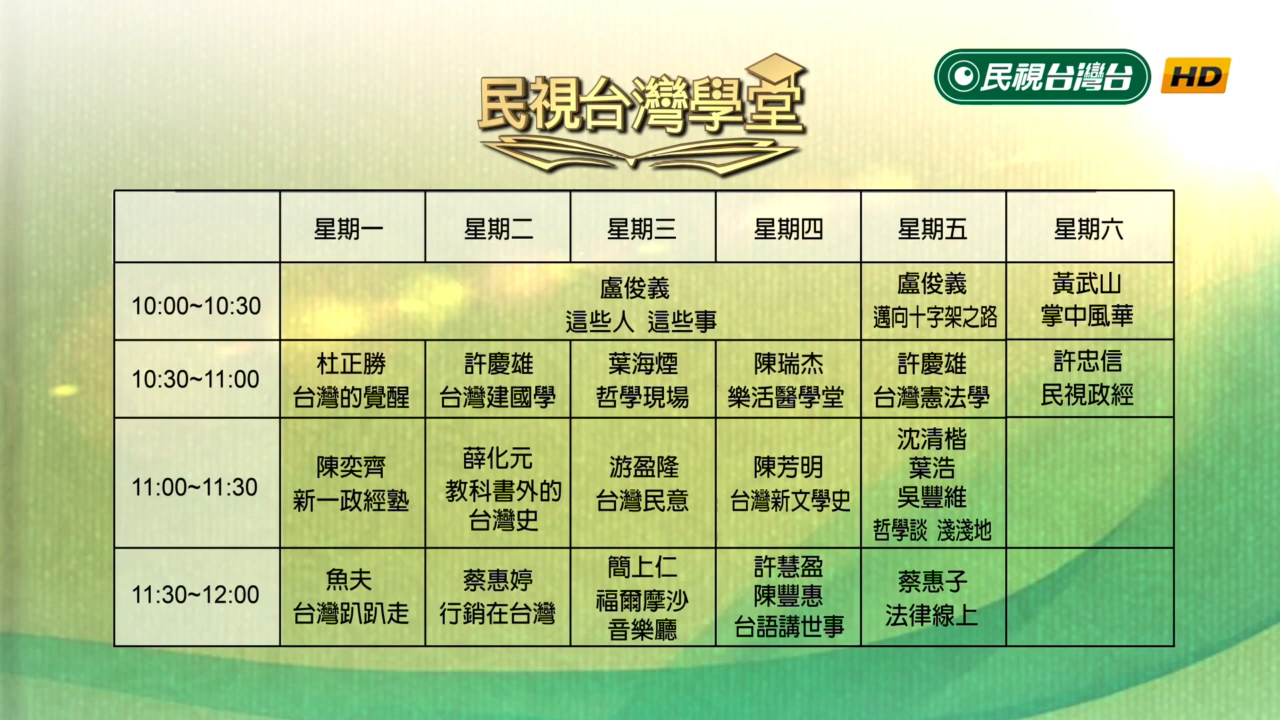 民視台灣台 HD
民視台灣學堂
星期一 星期二 星期三 星期四 星期五 星期六
10:00~10:30
盧俊義
這些人 這些事
盧俊義
邁向十字架之路
黃武山
掌中風華
10:30~11:00
杜正勝
台灣的覺醒
許慶雄
台灣建國學
葉海煙
哲學現場
陳瑞杰
樂活醫學堂
許慶雄
台灣憲法學
許忠信
民視政經
11:00~11:30
陳奕齊
新一政經塾
薛化元
教科書外的
台灣史
游盈隆
台灣民意
陳芳明
台灣新文學史
沈清楷
葉浩
吳豐維
哲學談 淺淺地
11:30~12:00
魚夫
台灣趴趴走
蔡惠婷
行銷在台灣
簡上仁
福爾摩沙
音樂廳
許慧盈
陳豐惠
台語講世事
蔡惠子
法律線上